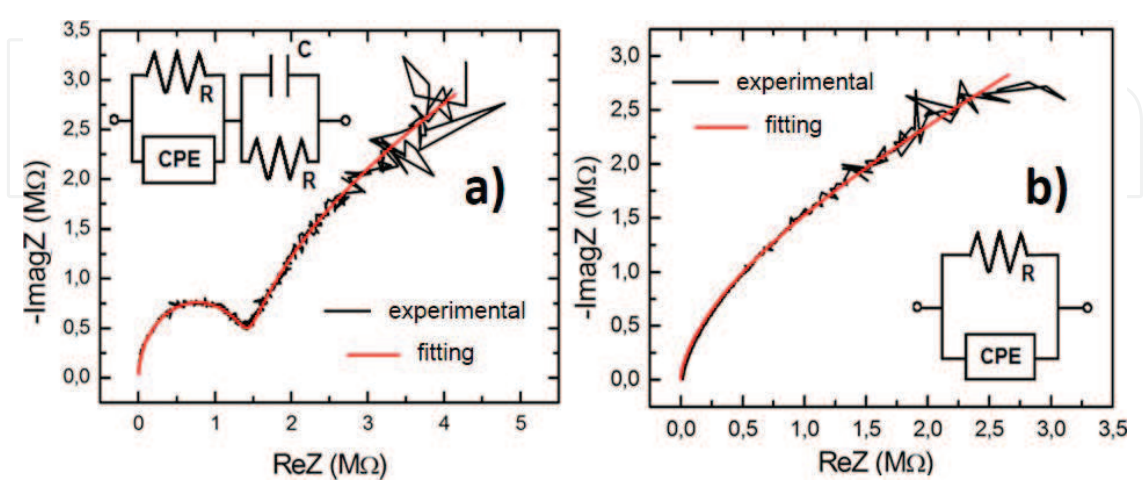 3,5
3,0
2,5
2,0
1,5
1,0
0,5
0,0
-ImagZ (MΩ)
R
C
CPE
R
a)
experimental
fitting
0
1
2
3
4
5
ReZ (MΩ)
3,0
2,5
2,0
1,5
1,0
0,5
0,0
-ImagZ (MΩ)
experimental
fitting
b)
R
CPE
0,0
0,5
1,0
1,5
2,0
2,5
3,0
3,5
ReZ (MΩ)